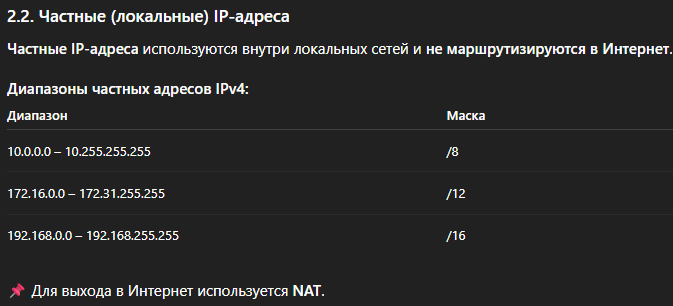 2.2. Частные (локальные) IP-адреса
Частные IP-адреса используются внутри локальных сетей и не маршрутизируются в Интернет.
Диапазоны частных адресов IPv4:
Диапазон Маска
10.0.0.0 – 10.255.255.255 /8
172.16.0.0 – 172.31.255.255 /12
192.168.0.0 – 192.168.255.255 /16
📌 Для выхода в Интернет используется NAT.